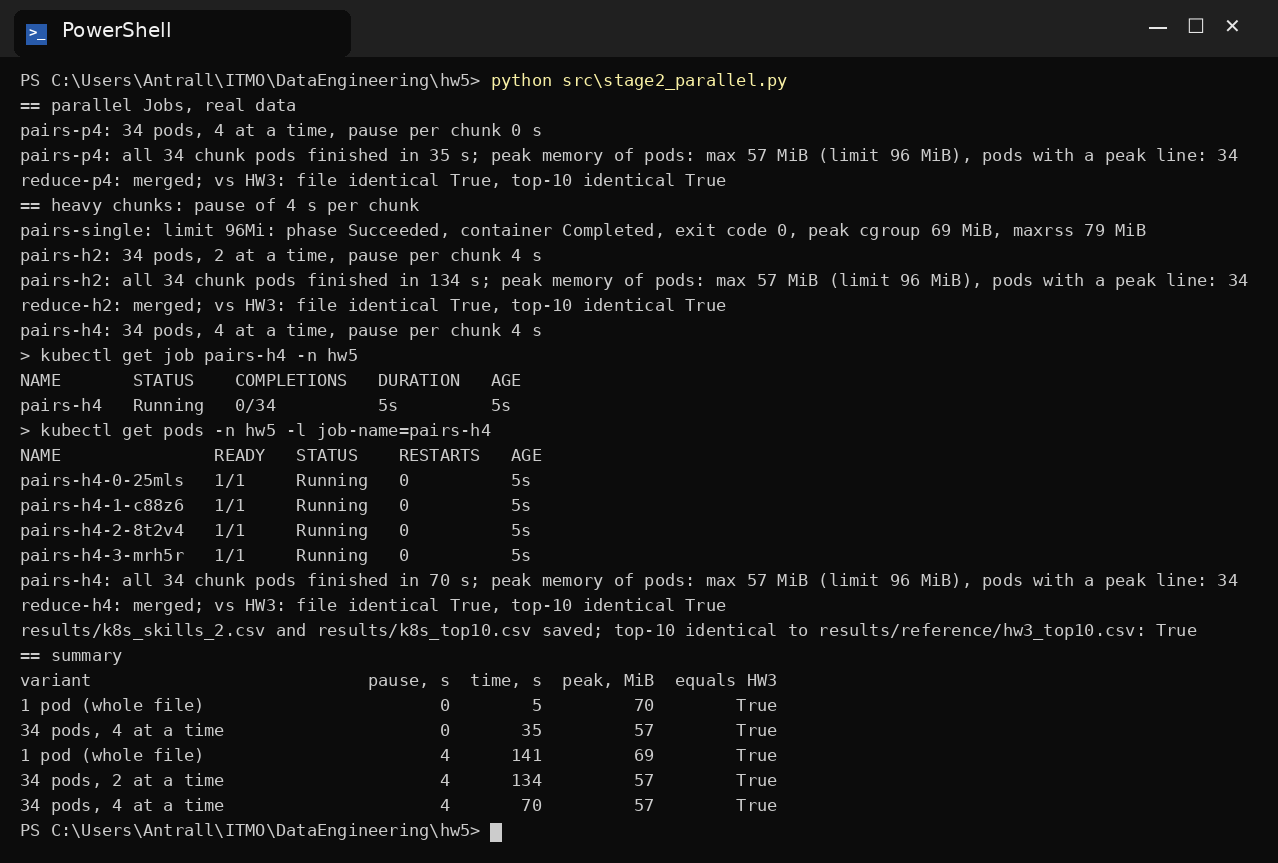 >_ PowerShell
PS C:\Users\Antrall\ITMO\DataEngineering\hw5> python src\stage2_parallel.py
== parallel Jobs, real data
pairs-p4: 34 pods, 4 at a time, pause per chunk 0 s
pairs-p4: all 34 chunk pods finished in 35 s; peak memory of pods: max 57 MiB (limit 96 MiB), pods with a peak line: 34
reduce-p4: merged; vs HW3: file identical True, top-10 identical True
== heavy chunks: pause of 4 s per chunk
pairs-single: limit 96Mi: phase Succeeded, container Completed, exit code 0, peak cgroup 69 MiB, maxrss 79 MiB
pairs-h2: 34 pods, 2 at a time, pause per chunk 4 s
pairs-h2: all 34 chunk pods finished in 134 s; peak memory of pods: max 57 MiB (limit 96 MiB), pods with a peak line: 34
reduce-h2: merged; vs HW3: file identical True, top-10 identical True
pairs-h4: 34 pods, 4 at a time, pause per chunk 4 s
> kubectl get job pairs-h4 -n hw5
NAME       STATUS    COMPLETIONS   DURATION   AGE
pairs-h4   Running   0/34          5s         5s
> kubectl get pods -n hw5 -l job-name=pairs-h4
NAME               READY   STATUS    RESTARTS   AGE
pairs-h4-0-25mls   1/1     Running   0          5s
pairs-h4-1-c88z6   1/1     Running   0          5s
pairs-h4-2-8t2v4   1/1     Running   0          5s
pairs-h4-3-mrh5r   1/1     Running   0          5s
pairs-h4: all 34 chunk pods finished in 70 s; peak memory of pods: max 57 MiB (limit 96 MiB), pods with a peak line: 34
reduce-h4: merged; vs HW3: file identical True, top-10 identical True
results/k8s_skills_2.csv and results/k8s_top10.csv saved; top-10 identical to results/reference/hw3_top10.csv: True
== summary
variant                           pause, s  time, s  peak, MiB  equals HW3
1 pod (whole file)                       0        5         70        True
34 pods, 4 at a time                     0       35         57        True
1 pod (whole file)                       4      141         69        True
34 pods, 2 at a time                     4      134         57        True
34 pods, 4 at a time                     4       70         57        True
PS C:\Users\Antrall\ITMO\DataEngineering\hw5>